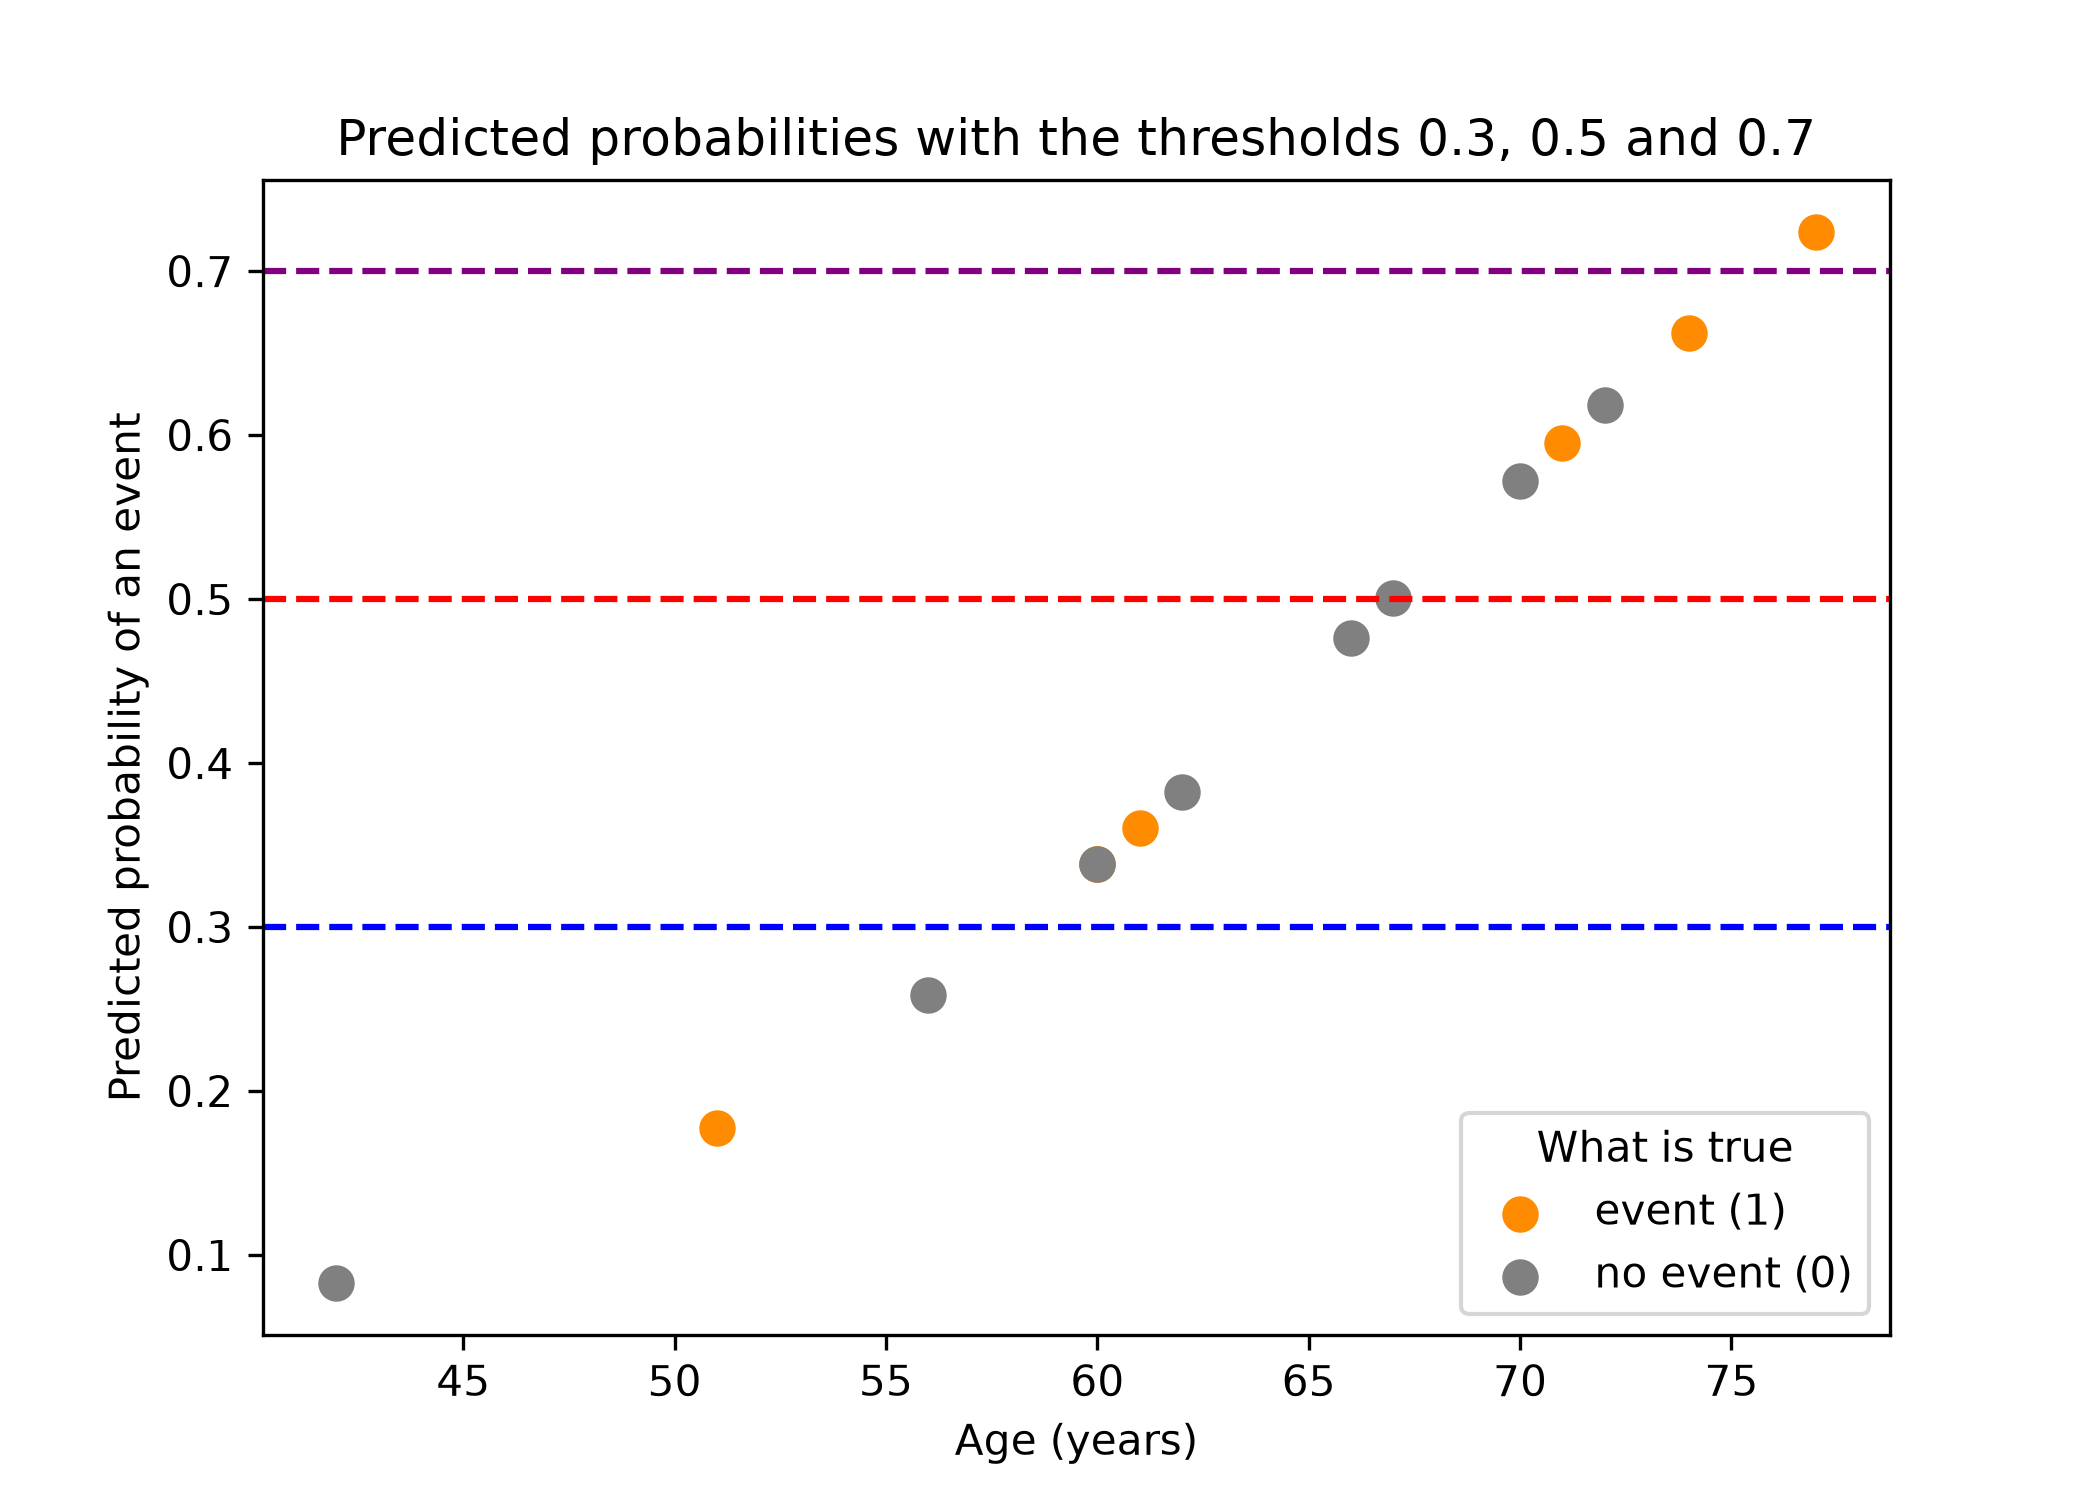 Predicted probabilities with the thresholds 0.3, 0.5 and 0.7
Predicted probability of an event
0.7
0.6
0.5
0.4
0.3
0.2
0.1
What is true
event (1)
no event (0)
45
50
55
60
65
70
75
Age (years)